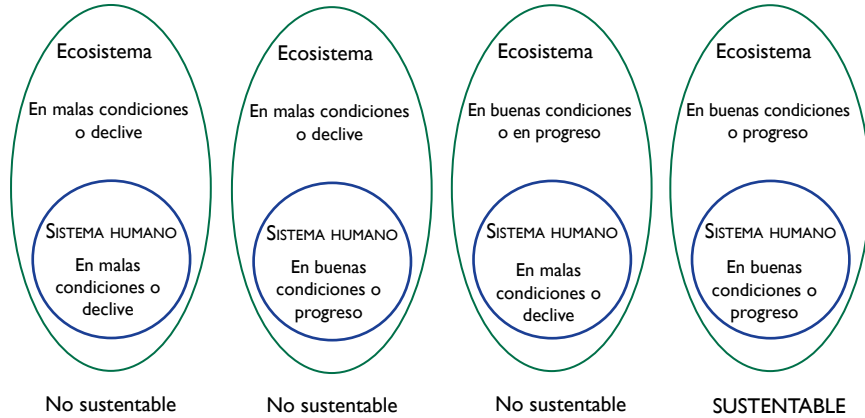 Ecosistema
En malas condiciones
o declive
SISTEMA HUMANO
En malas
condiciones o
declive
No sustentable
Ecosistema
En malas condiciones
o declive
SISTEMA HUMANO
En buenas
condiciones o
progreso
No sustentable
Ecosistema
En buenas condiciones
o en progreso
SISTEMA HUMANO
En malas
condiciones o
declive
No sustentable
Ecosistema
En buenas condiciones
o progreso
SISTEMA HUMANO
En buenas
condiciones o
progreso
SUSTENTABLE